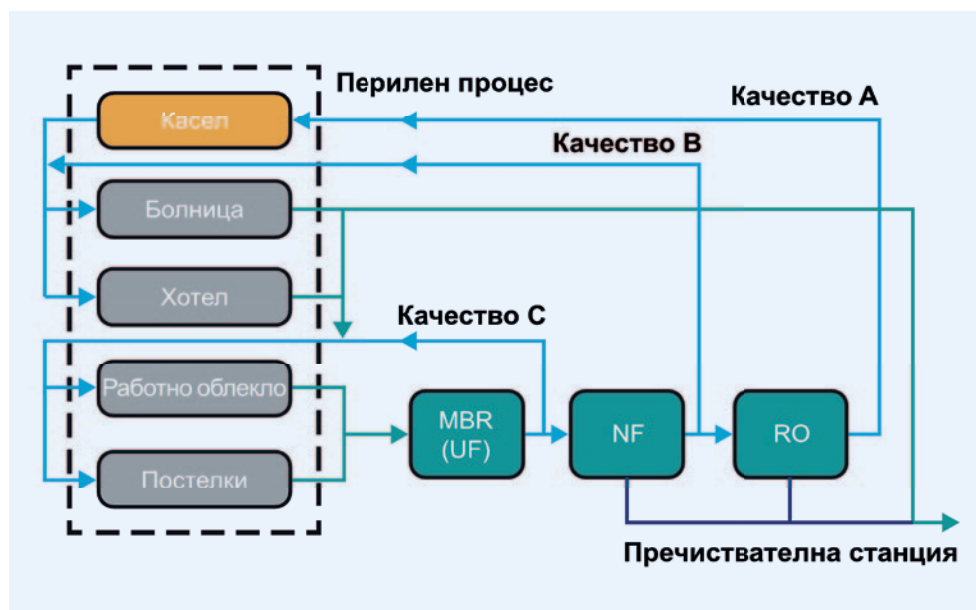 Перилен процес
Качество А
Касел
Качество В
Болница
Хотел
Качество С
Работно облекло
MBR
(UF)
NF
RO
Постелки
Пречиствателна станция